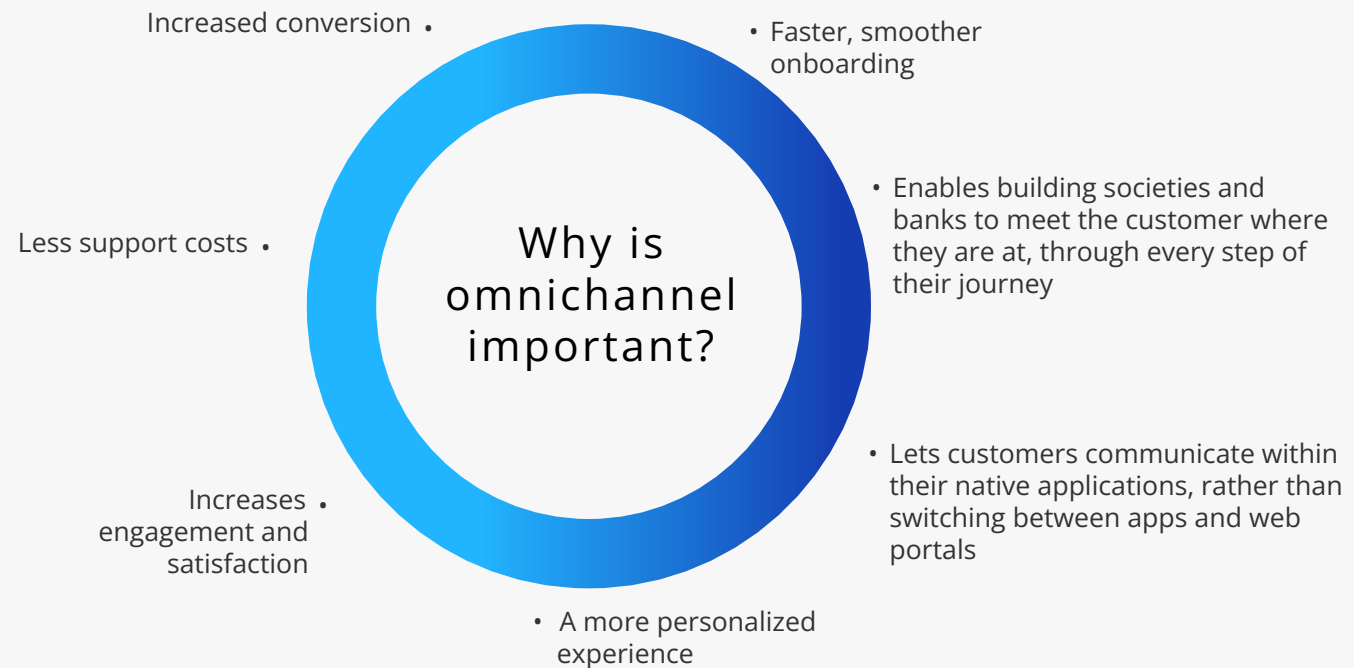 Increased conversion •
• Faster, smoother
onboarding
• Enables building societies and
banks to meet the customer where
they are at, through every step of
their journey
Less support costs •
Why is
omnichannel
important?
• Lets customers communicate within
their native applications, rather than
switching between apps and web
portals
Increases •
engagement and
satisfaction
• A more personalized
experience